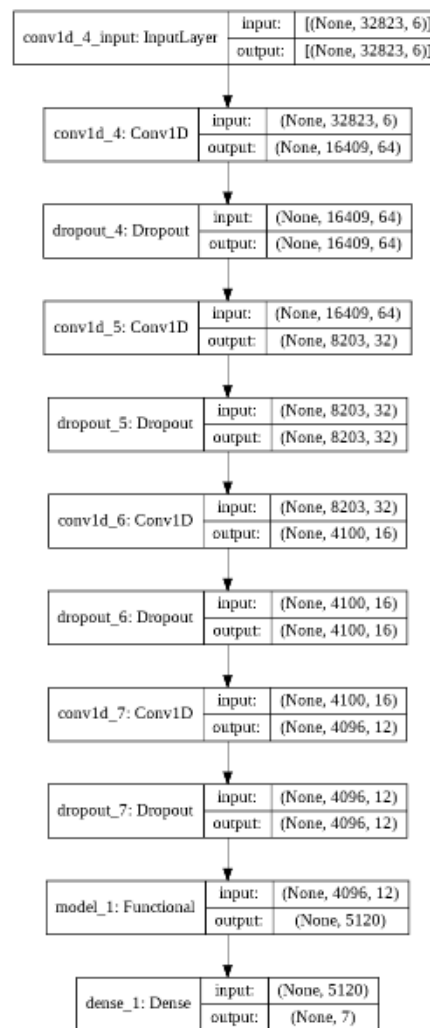 conv1d_4_input: InputLayer input: [(None, 32823, 6)]
output: [(None, 32823, 6)]
conv1d_4: Conv1D input: (None, 32823, 6)
output: (None, 16409, 64)
dropout_4: Dropout input: (None, 16409, 64)
output: (None, 16409, 64)
conv1d_5: Conv1D input: (None, 16409, 64)
output: (None, 8203, 32)
dropout_5: Dropout input: (None, 8203, 32)
output: (None, 8203, 32)
conv1d_6: Conv1D input: (None, 8203, 32)
output: (None, 4100, 16)
dropout_6: Dropout input: (None, 4100, 16)
output: (None, 4100, 16)
conv1d_7: Conv1D input: (None, 4100, 16)
output: (None, 4096, 12)
dropout_7: Dropout input: (None, 4096, 12)
output: (None, 4096, 12)
model_1: Functional input: (None, 4096, 12)
output: (None, 5120)
dense_1: Dense input: (None, 5120)
output: (None, 7)